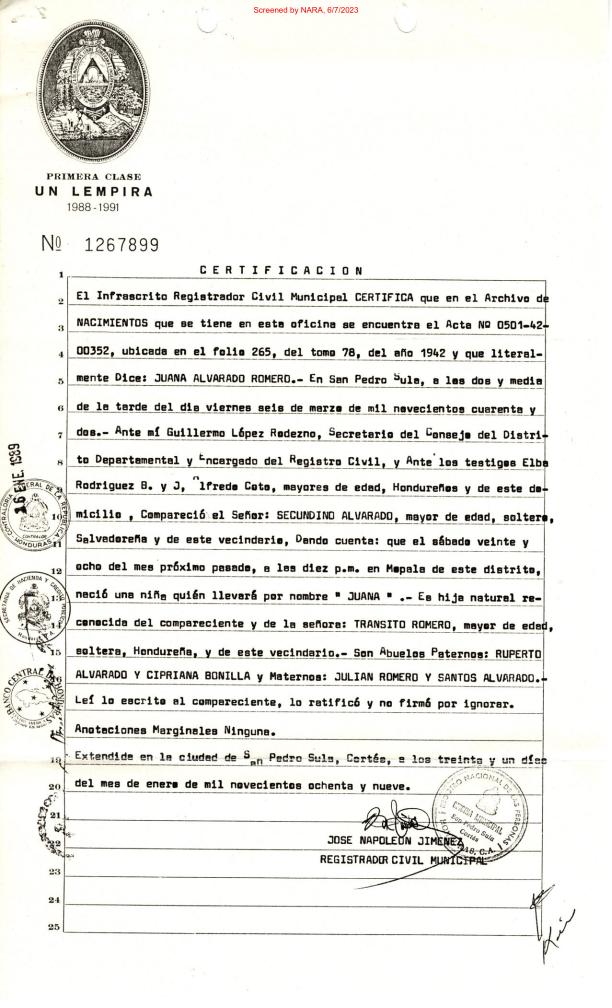 Screened by NARA, 6/7/2023
PRIMERA CLASE
UN LEMPIRA
1988-1991
Nº 1267899
CERTIFICACION
1
2 El Infrascrito Registrador Civil Municipal CERTIFICA que en el Archivo de
3 NACIMIENTOS que se tiene en esta oficina se encuentra el Acta Nº 0501-42-
4 00352, ubicada en el folio 265, del tomo 78, del año 1942 y que literal-
5 mente Dice: JUANA ALVARADO ROMERO.- En San Pedro Sula, a las dos y media
6 de la tarde del dia viernes seis de marzo de mil novecientos cuarenta y
7 dos.- Ante mí Guillermo López Rodezno, Secretario del Consejo del Distri-
8 to Departamental y Encargado del Registro Civil, y Ante los testigos Elba
Rodriguez B. y J, Alfredo Coto, mayores de edad, Hondureños y de este do-
10 micilio , Compareció el Señor: SECUNDINO ALVARADO, mayor de edad, soltero,
11 Salvadoreño y de este vecindario, Dando cuenta: que el sábado veinte y
12 ocho del mes próximo pasado, a las diez p.m. en Mopala de este distrito,
13 nació una niña quién llevará por nombre " JUANA " .- Es hija natural re-
14 conocida del compareciente y de la señora: TRANSITO ROMERO, mayor de edad,
15 soltera, Hondureña, y de este vecindario.- Son Abuelos Paternos: RUPERTO
16 ALVARADO Y CIPRIANA BONILLA y Maternos: JULIAN ROMERO Y SANTOS ALVARADO.-
Leí lo escrito al compareciente, lo ratificó y no firmó por ignorar.
Anotaciones Marginales Ninguna.
19 Extendida en la ciudad de San Pedro Sula, Cortés, a los treinta y un días
20 del mes de enero de mil novecientos ochenta y nueve.
21
22 JOSE NAPOLEON JIMENEZ
REGISTRADOR CIVIL MUNICIPAL
23
24
25
16 ENE. 1989
CONTRALORIA GENERAL DE LA REPUBLICA
HONDURAS
SECRETARIA DE HACIENDA Y CREDITO PUBLICO
BANCO CENTRAL DE HONDURAS
REGISTRO NACIONAL DE LAS PERSONAS
San Pedro Sula
Cortés